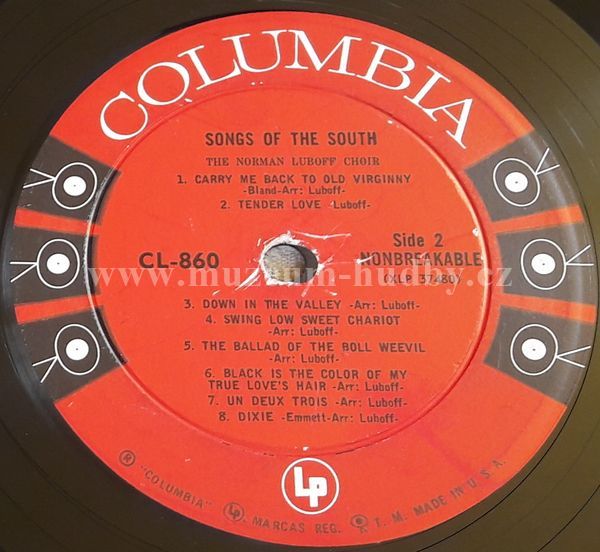 COLUMBIA
SONGS OF THE SOUTH
THE NORMAN LUBOFF CHOIR
1. CARRY ME BACK TO OLD VIRGINNY
-Bland-Arr: Luboff-
2. TENDER LOVE -Luboff-
CL-860
Side 2
NONBREAKABLE
(XLP 37480)
www.muzeum-hudby.cz
3. DOWN IN THE VALLEY -Arr: Luboff-
4. SWING LOW SWEET CHARIOT
-Arr: Luboff-
5. THE BALLAD OF THE BOLL WEEVIL
-Arr: Luboff-
6. BLACK IS THE COLOR OF MY
TRUE LOVE'S HAIR -Arr: Luboff-
7. UN DEUX TROIS -Arr: Luboff-
8. DIXIE -Emmett-Arr: Luboff-
Lp
® "COLUMBIA" Lp MARCAS REG. T. M. MADE IN U.S.A.